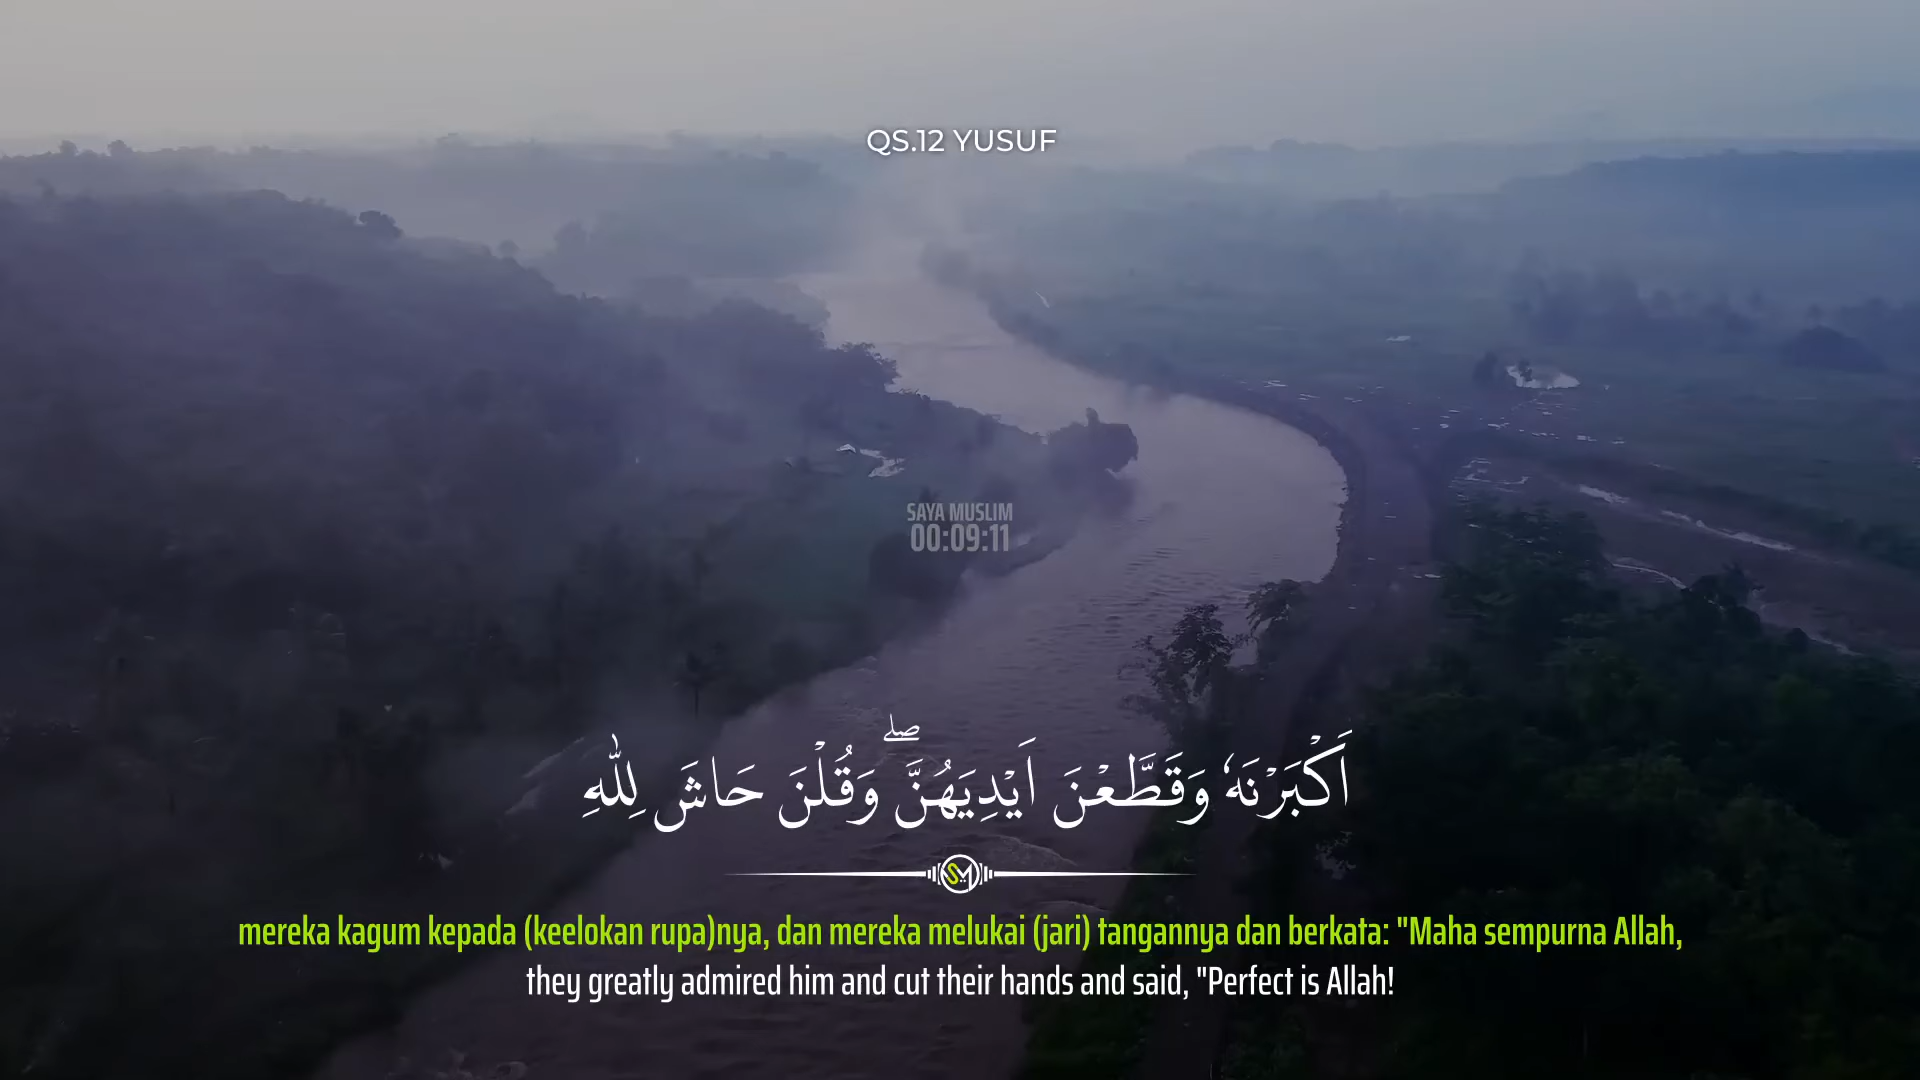 QS.12 YUSUF
SAYA MUSLIM
00:09:11
اَكْبَرْنَهٗ وَقَطَّعْنَ اَيْدِيَهُنَّ ۖ وَقُلْنَ حَاشَ لِلّٰهِ
SM
mereka kagum kepada (keelokan rupa)nya, dan mereka melukai (jari) tangannya dan berkata: "Maha sempurna Allah,
they greatly admired him and cut their hands and said, "Perfect is Allah!